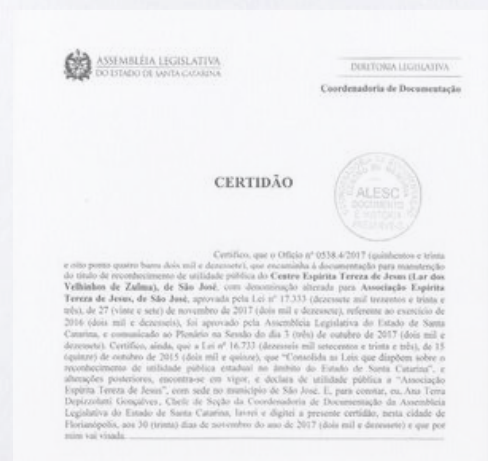 ASSEMBLÉIA LEGISLATIVA
DO ESTADO DE SANTA CATARINA
DIRETORIA LEGISLATIVA
Coordenadoria de Documentação
CERTIDÃO
ALESC
DOCUMENTO
E HISTÓRIA
Certifico, que o Ofício nº 0538.4/2017 (quinhentos e trinta
e oito ponto quatro barra dois mil e dezessete), que encaminha a documentação para manutenção
do título de reconhecimento de utilidade pública do Centro Espírita Tereza de Jesus (Lar dos
Velhinhos de Zulma), de São José, com denominação alterada para Associação Espírita
Tereza de Jesus, de São José, aprovada pela Lei nº 17.333 (dezessete mil trezentos e trinta e
três), de 27 (vinte e sete) de novembro de 2017 (dois mil e dezessete), referente ao exercício de
2016 (dois mil e dezesseis), foi aprovado pela Assembleia Legislativa do Estado de Santa
Catarina, e comunicado ao Plenário na Sessão do dia 3 (três) de outubro de 2017 (dois mil e
dezessete). Certifico, ainda, que a Lei nº 16.733 (dezesseis mil setecentos e trinta e três), de 15
(quinze) de outubro de 2015 (dois mil e quinze), que "Consolida as Leis que dispõem sobre o
reconhecimento de utilidade pública estadual no âmbito do Estado de Santa Catarina", e
alterações posteriores, encontra-se em vigor, e declara de utilidade pública a "Associação
Espírita Tereza de Jesus", com sede no município de São José. E, para constar, eu, Ana Terra
Depizzolatti Gonçalves, Chefe de Seção da Coordenadoria de Documentação da Assembleia
Legislativa do Estado de Santa Catarina, lavrei e digitei a presente certidão, nesta cidade de
Florianópolis, aos 30 (trinta) dias de novembro do ano de 2017 (dois mil e dezessete) e que por
mim vai visada.